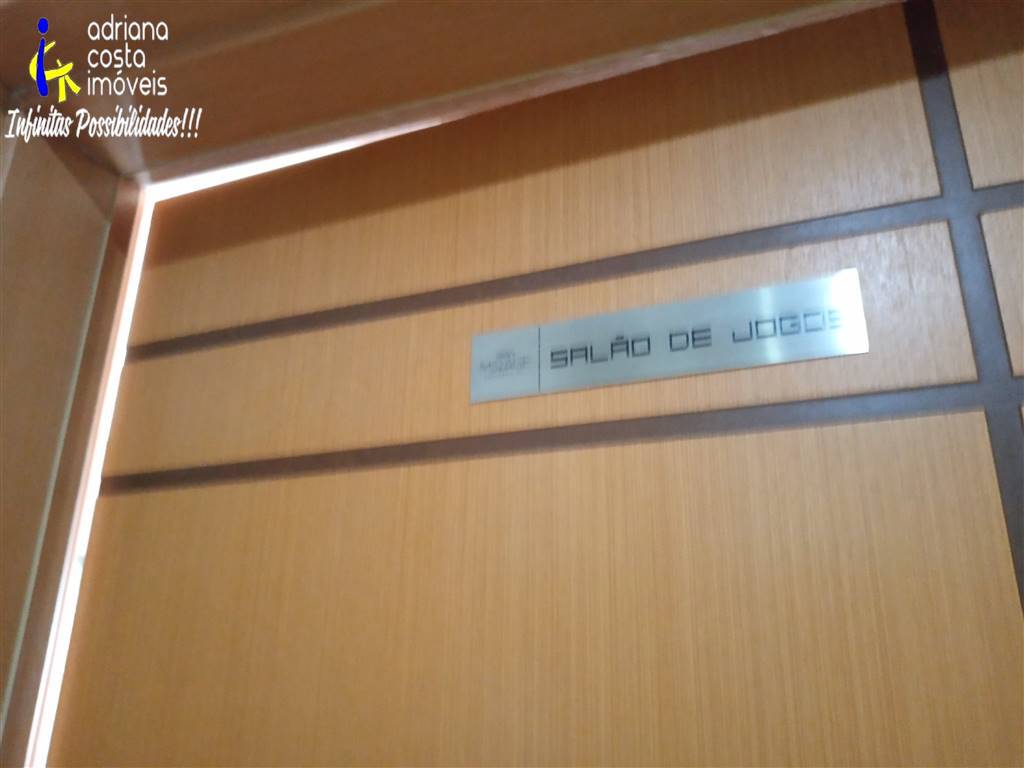 adriana
costa
imóveis
Infinitas Possibilidades!!!
SALÃO DE JOGOS